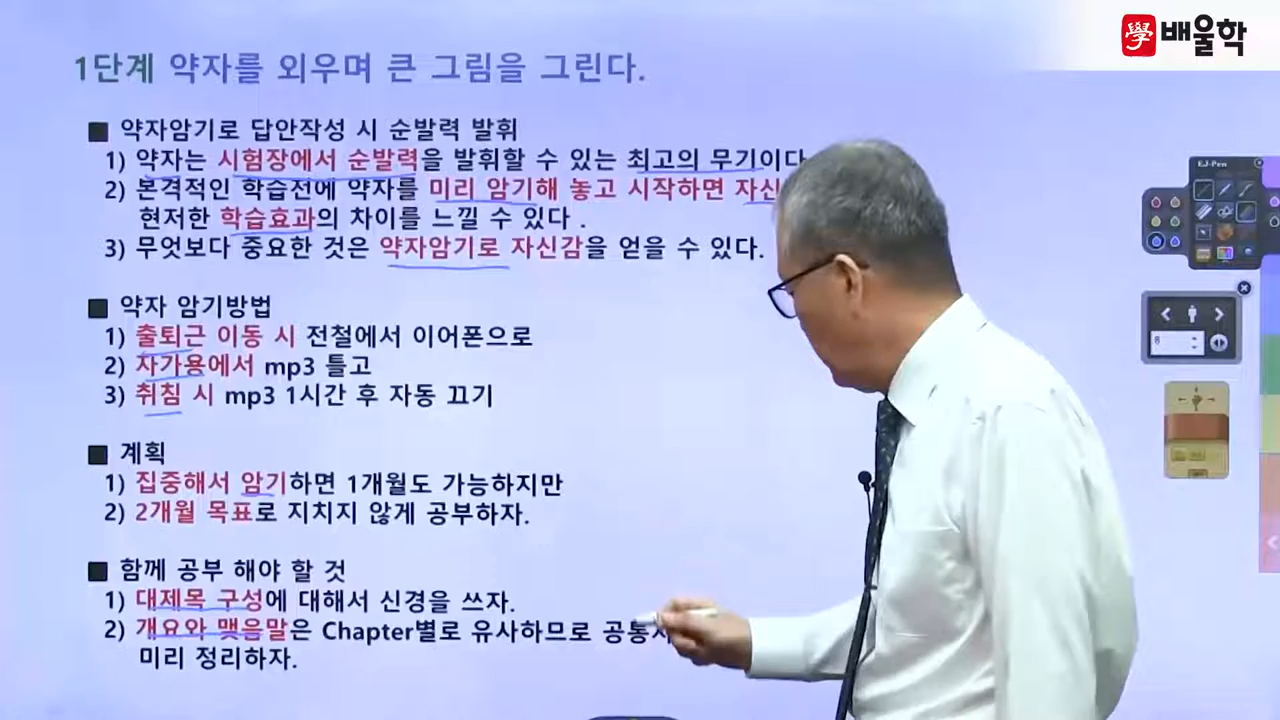 學 배울학
1단계 약자를 외우며 큰 그림을 그린다.
■ 약자암기로 답안작성 시 순발력 발휘
1) 약자는 시험장에서 순발력을 발휘할 수 있는 최고의 무기이다
2) 본격적인 학습전에 약자를 미리 암기해 놓고 시작하면 자신
현저한 학습효과의 차이를 느낄 수 있다 .
3) 무엇보다 중요한 것은 약자암기로 자신감을 얻을 수 있다.
■ 약자 암기방법
1) 출퇴근 이동 시 전철에서 이어폰으로
2) 자가용에서 mp3 틀고
3) 취침 시 mp3 1시간 후 자동 끄기
■ 계획
1) 집중해서 암기하면 1개월도 가능하지만
2) 2개월 목표로 지치지 않게 공부하자.
■ 함께 공부 해야 할 것
1) 대제목 구성에 대해서 신경을 쓰자.
2) 개요와 맺음말은 Chapter별로 유사하므로
미리 정리하자.
EJ-Pen